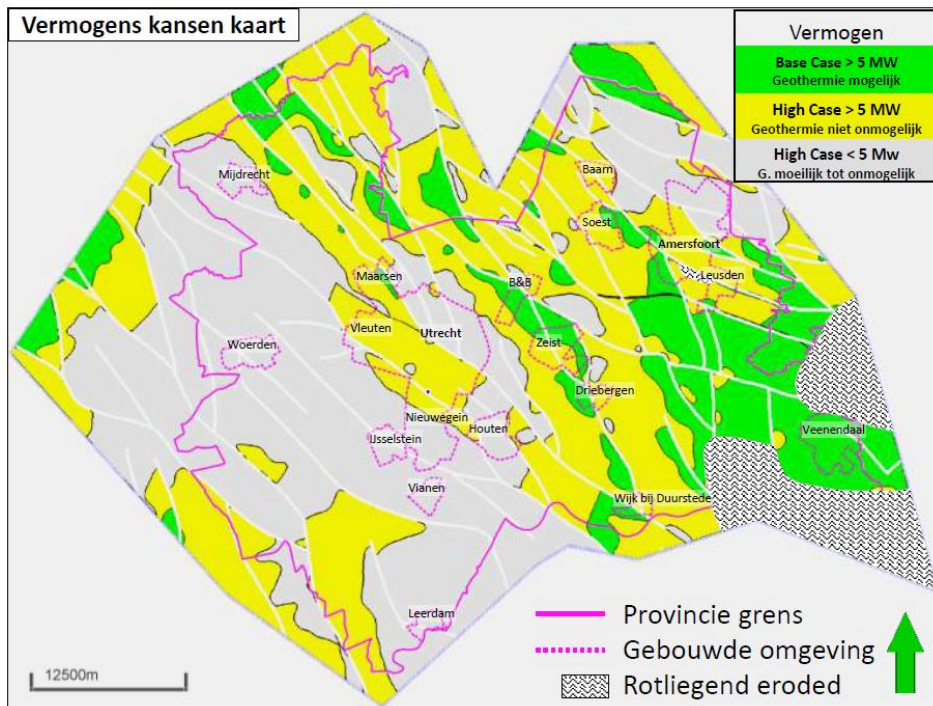 Vermogens kansen kaart
Vermogen
Base Case > 5 MW
Geothermie mogelijk
High Case > 5 MW
Geothermie niet onmogelijk
High Case < 5 Mw
G. moeilijk tot onmogelijk
Mijdrecht
Baarn
Soest
Amersfoort
Leusden
Maarsen
B&B
Vleuten
Utrecht
Woerden
Zeist
Driebergen
Nieuwegein
Houten
IJsselstein
Veenendaal
Vianen
Wijk bij Duurstede
Leerdam
Provincie grens
Gebouwde omgeving
Rotliegend eroded
12500m